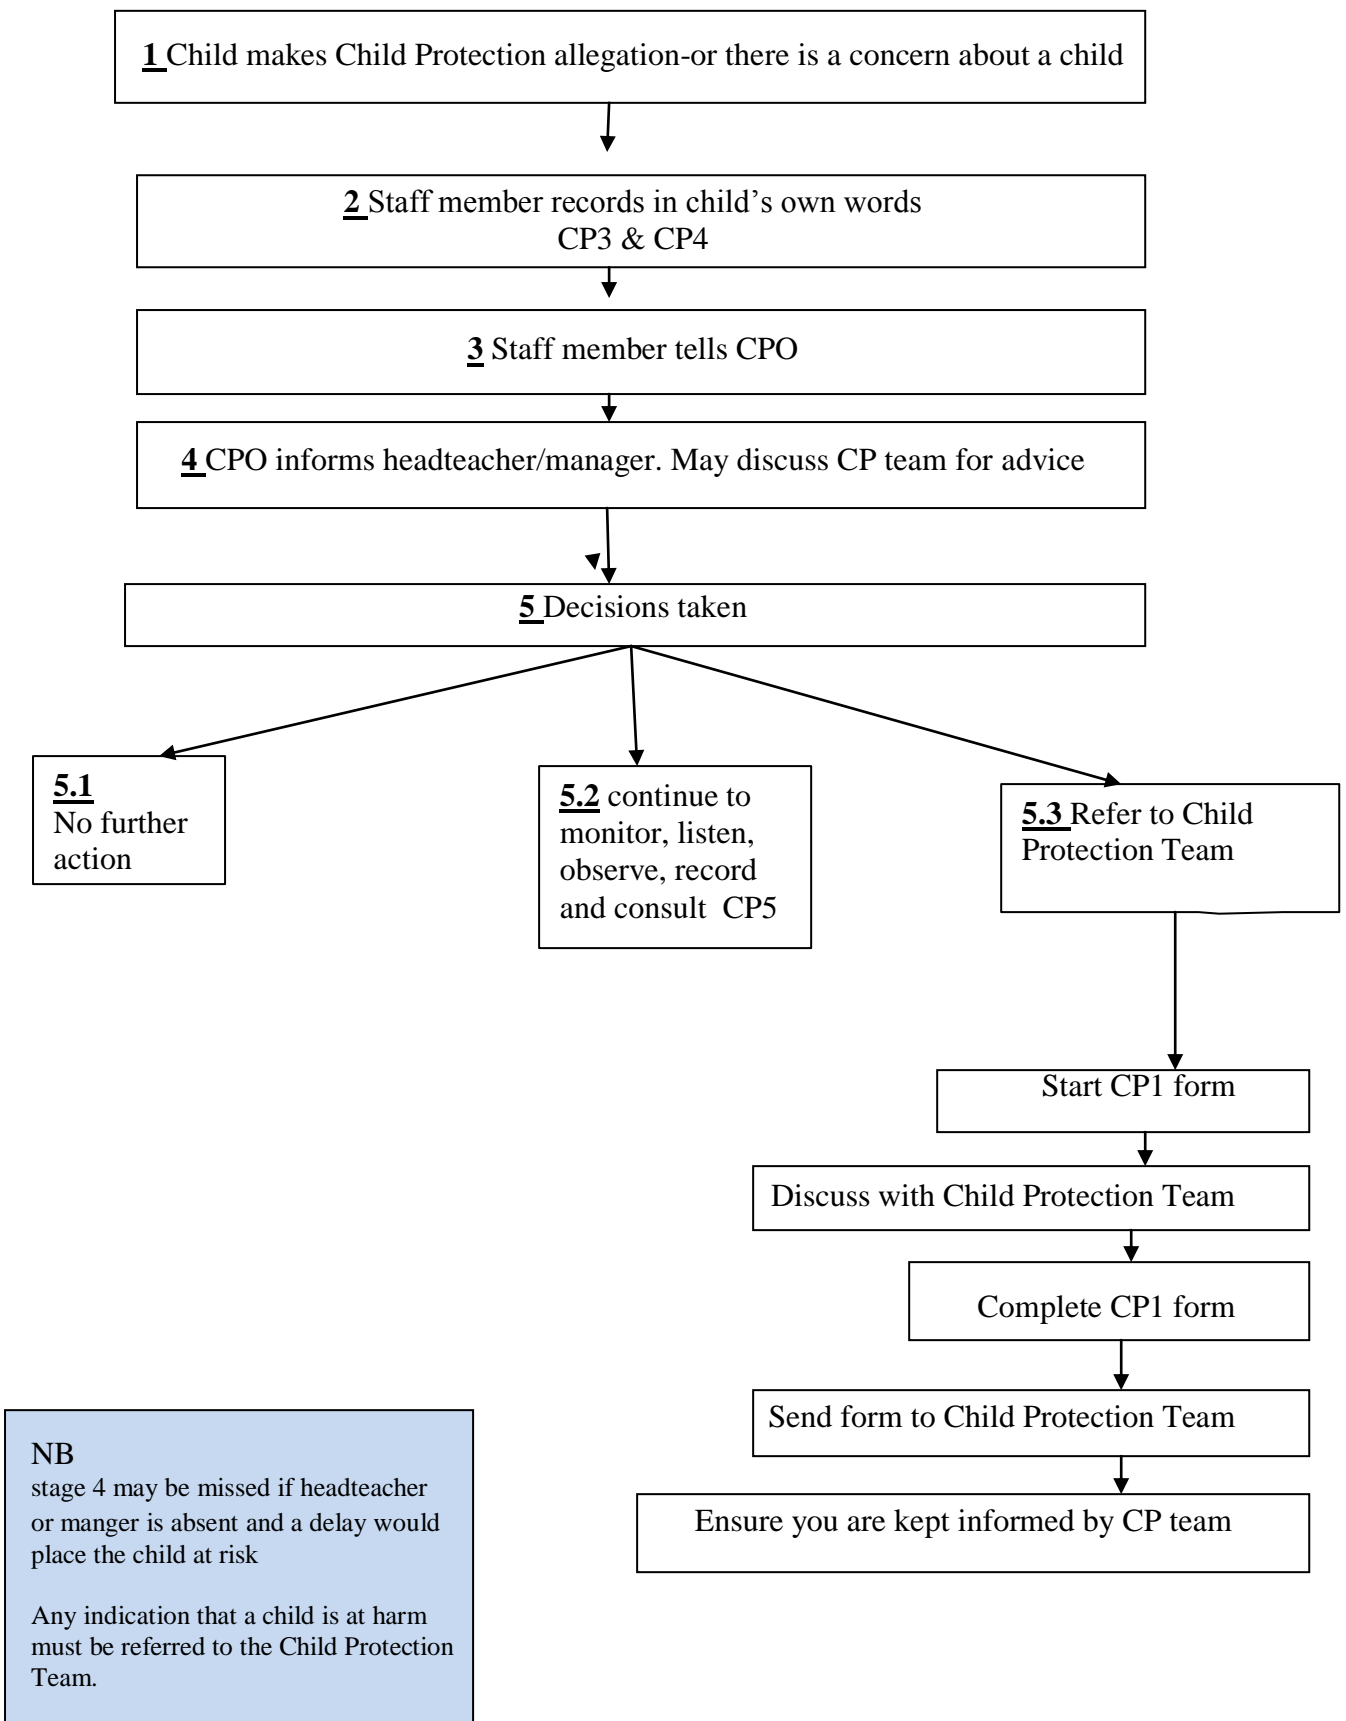 1 Child makes Child Protection allegation-or there is a concern about a child
2 Staff member records in child’s own words
CP3 & CP4
3 Staff member tells CPO
4 CPO informs headteacher/manager. May discuss CP team for advice
5 Decisions taken
5.1
No further
action
5.2 continue to
monitor, listen,
observe, record
and consult CP5
5.3 Refer to Child
Protection Team
Start CP1 form
Discuss with Child Protection Team
Complete CP1 form
Send form to Child Protection Team
Ensure you are kept informed by CP team
NB
stage 4 may be missed if headteacher
or manger is absent and a delay would
place the child at risk
Any indication that a child is at harm
must be referred to the Child Protection
Team.